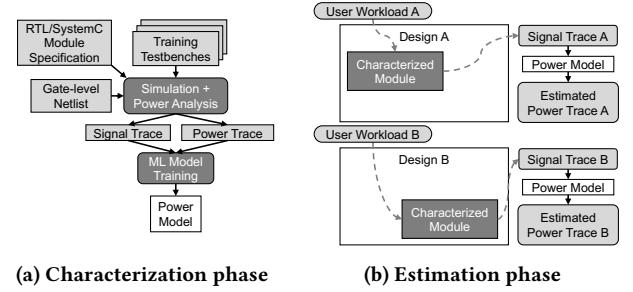 RTL/SystemC
Module
Specification
Training
Testbenches
Gate-level
Netlist
Simulation +
Power Analysis
Signal Trace
Power Trace
ML Model
Training
Power
Model
(a) Characterization phase
User Workload A
Design A
Characterized
Module
Signal Trace A
Power Model
Estimated
Power Trace A
User Workload B
Design B
Characterized
Module
Signal Trace B
Power Model
Estimated
Power Trace B
(b) Estimation phase